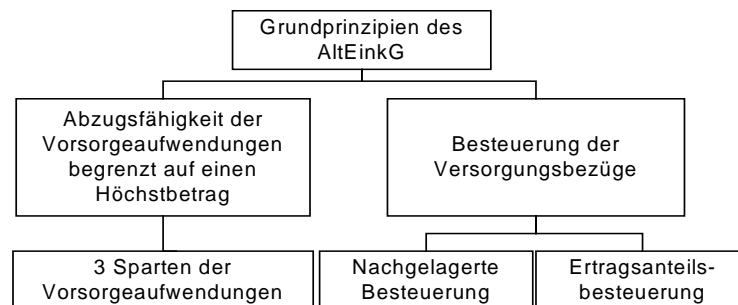 Grundprinzipien des
AltEinkG
Abzugsfähigkeit der
Vorsorgeaufwendungen
begrenzt auf einen
Höchstbetrag
Besteuerung der
Versorgungsbezüge
3 Sparten der
Vorsorgeaufwendungen
Nachgelagerte
Besteuerung
Ertragsanteils-
besteuerung